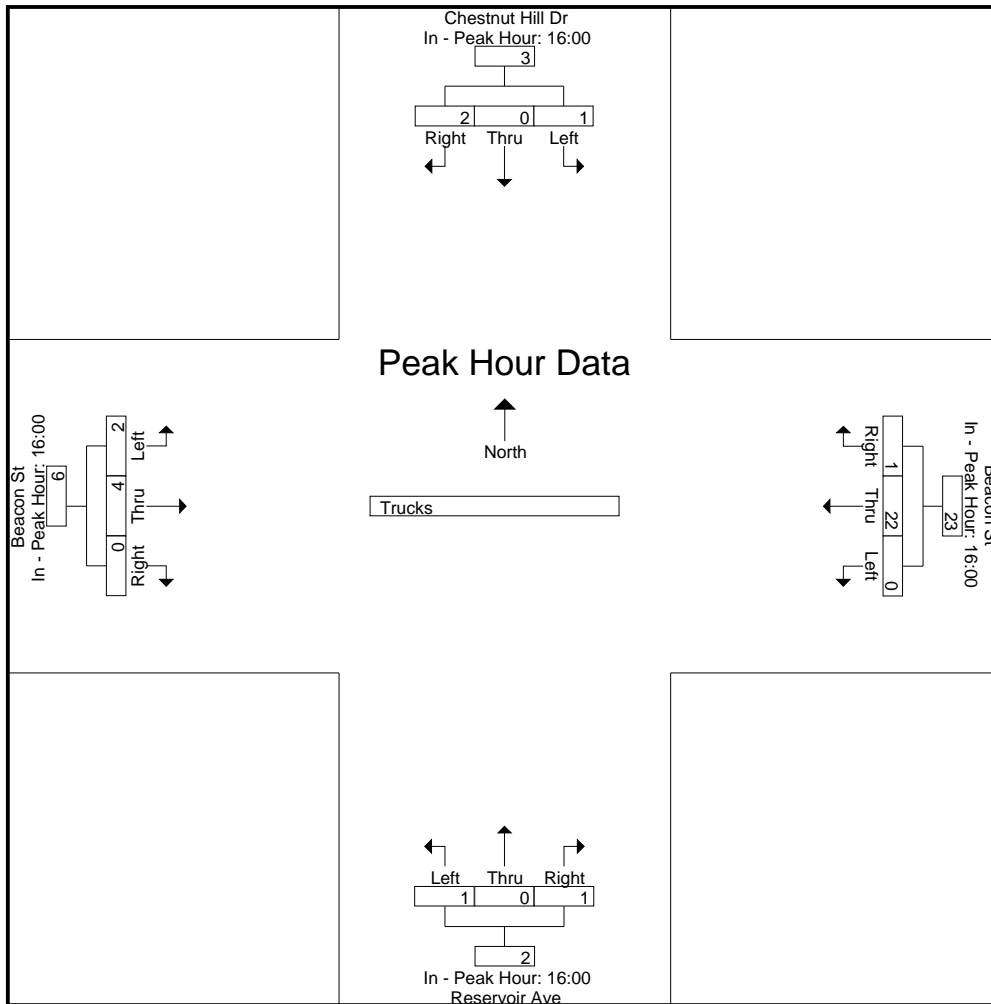 Chestnut Hill Dr
In - Peak Hour: 16:00
3
2 0 1
Right Thru Left
Peak Hour Data
North
Trucks
Beacon St
In - Peak Hour: 16:00
6
2 4 0
Left Thru Right
Beacon St
In - Peak Hour: 16:00
23
1 22 0
Right Thru Left
Left Thru Right
1 0 1
2
In - Peak Hour: 16:00
Reservoir Ave